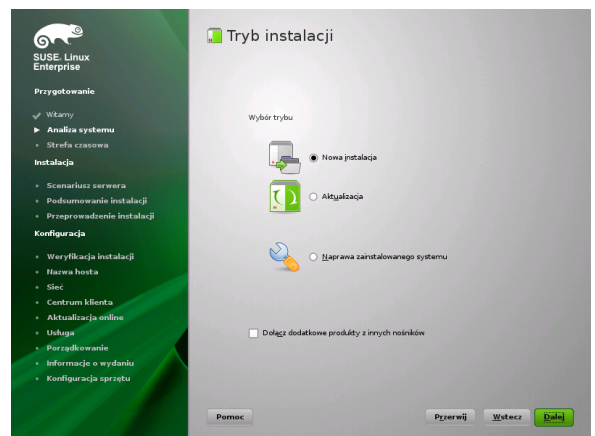 SUSE. Linux
Enterprise
Przygotowanie
Witamy
Analiza systemu
Strefa czasowa
Instalacja
Scenariusz serwera
Podsumowanie instalacji
Przeprowadzenie instalacji
Konfiguracja
Weryfikacja instalacji
Nazwa hosta
Sieć
Centrum klienta
Aktualizacja online
Usługa
Porządkowanie
Informacje o wydaniu
Konfiguracja sprzętu
Tryb instalacji
Wybór trybu
Nowa instalacja
Aktualizacja
Naprawa zainstalowanego systemu
Dołącz dodatkowe produkty z innych nośników
Pomoc
Przerwij
Wstecz
Dalej